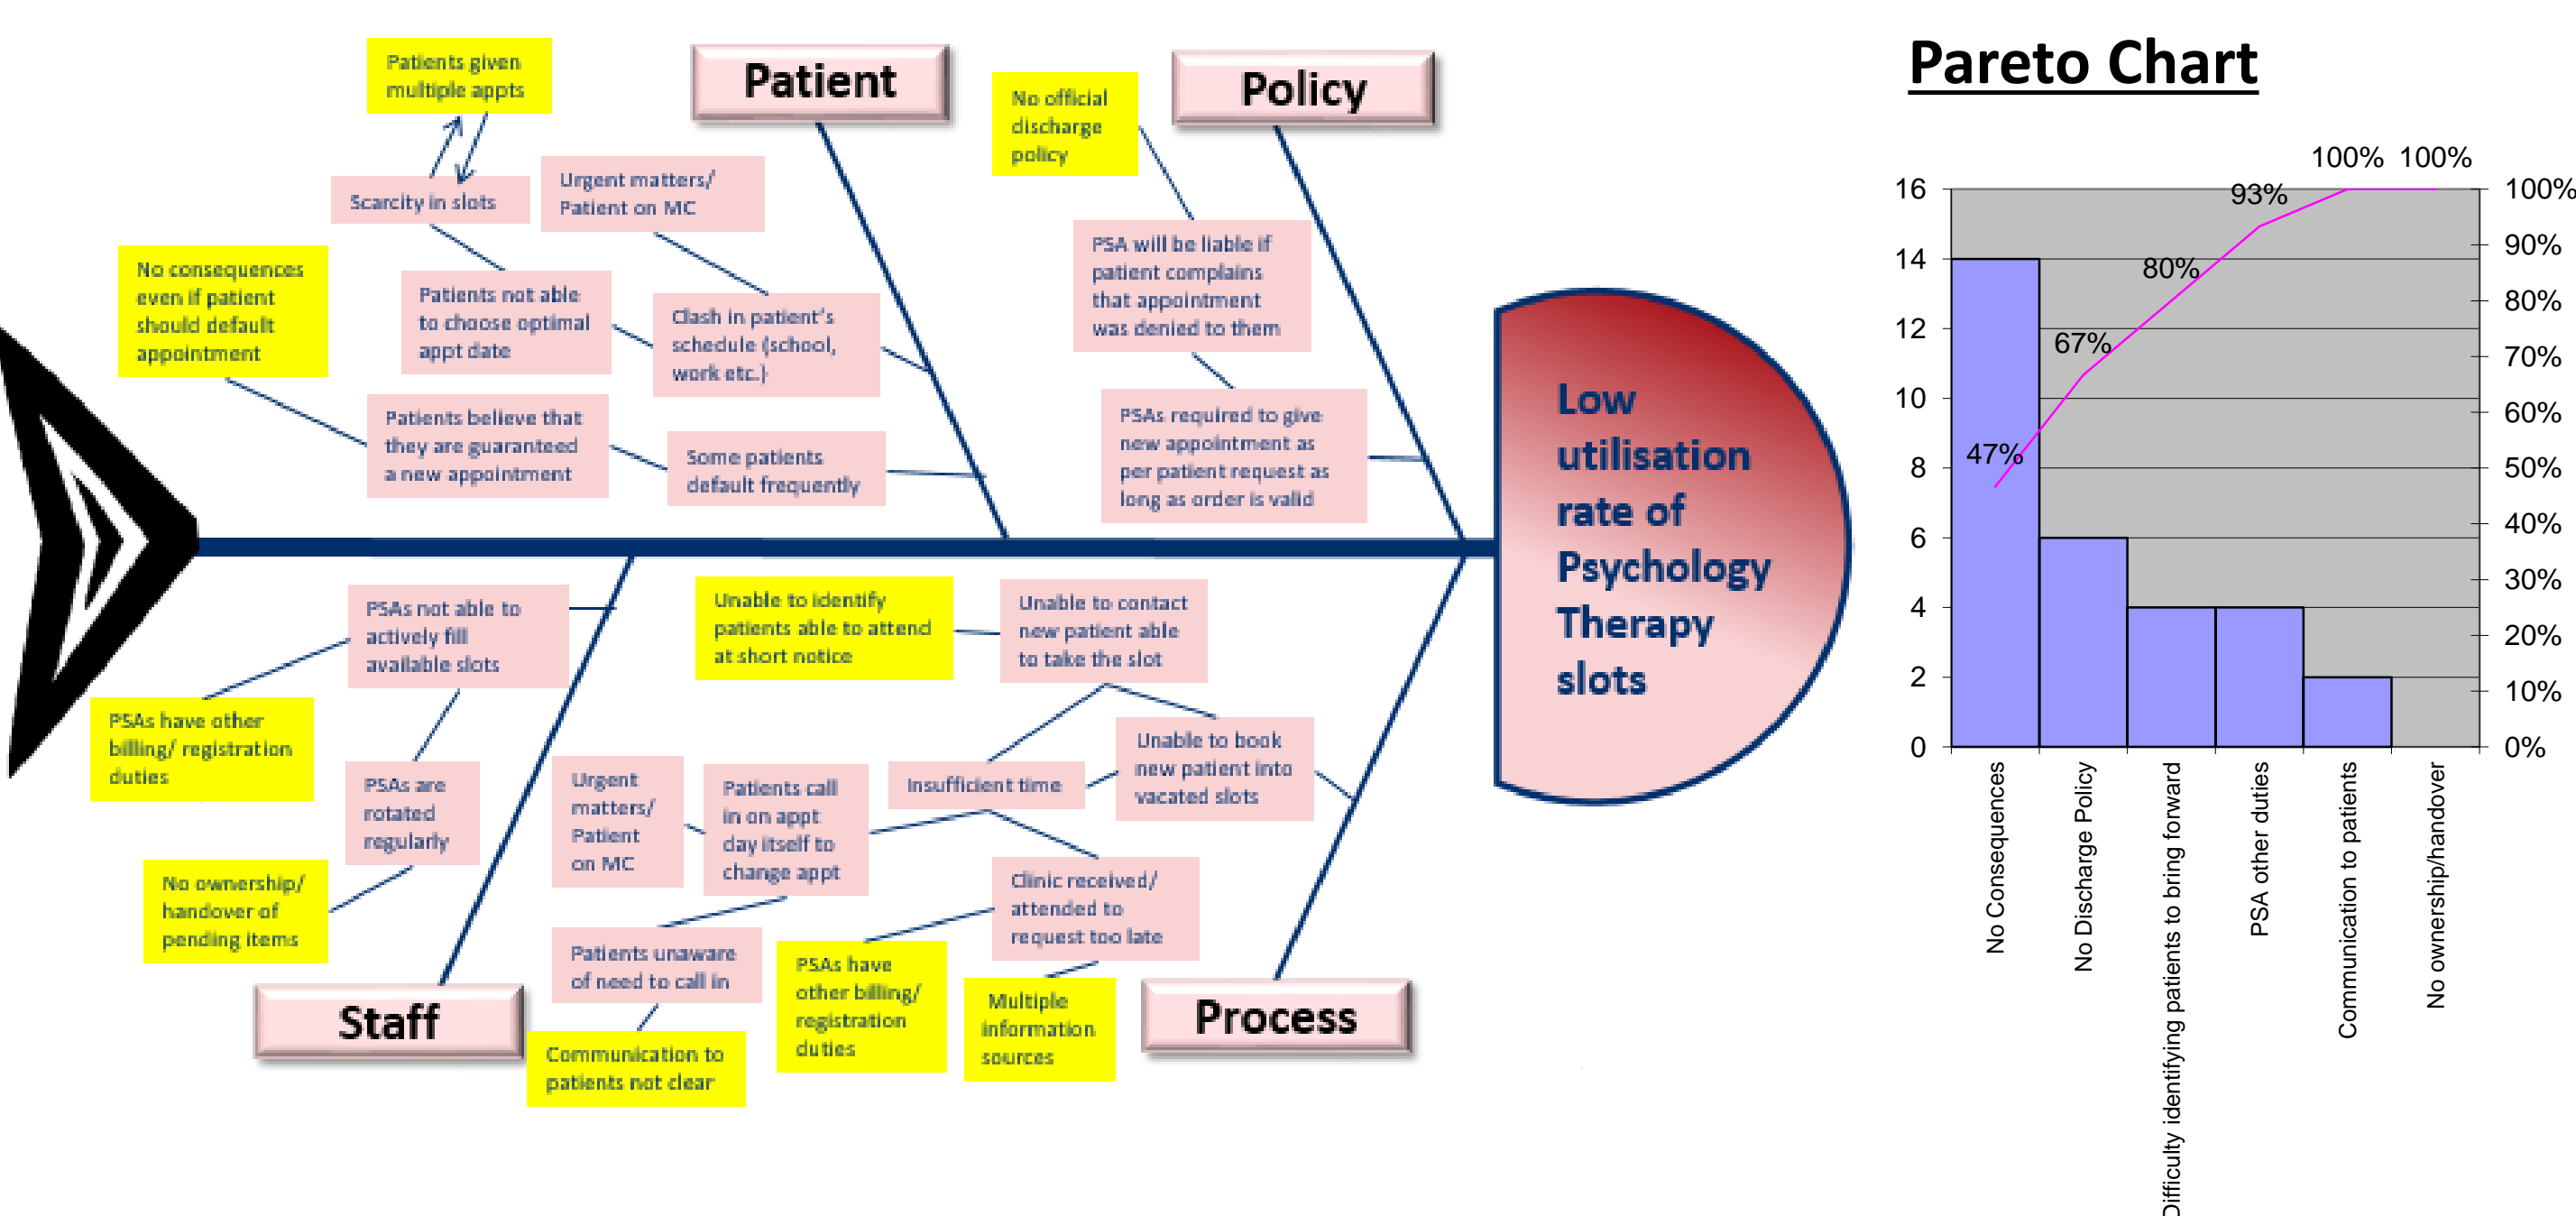 Patients given
multiple appts
Patient
Policy
No official
discharge
policy
Scarcity in slots
Urgent matters/
Patient on MC
No consequences
even if patient
should default
appointment
Patients not able
to choose optimal
appt date
Clash in patient's
schedule (school,
work etc.)
PSA will be liable if
patient complains
that appointment
was denied to them
Patients believe that
they are guaranteed
a new appointment
Some patients
default frequently
PSAs required to give
new appointment as
per patient request as
long as order is valid
Low
utilisation
rate of
Psychology
Therapy
slots
PSAs not able to
actively fill
available slots
Unable to identify
patients able to attend
at short notice
Unable to contact
new patient able
to take the slot
PSAs have other
billing/ registration
duties
PSAs are
rotated
regularly
Urgent
matters/
Patient
on MC
Patients call
in on appt
day itself to
change appt
Insufficient time
Unable to book
new patient into
vacated slots
No ownership/
handover of
pending items
Clinic received/
attended to
request too late
Patients unaware
of need to call in
PSAs have
other billing/
registration
duties
Multiple
information
sources
Communication to
patients not clear
Staff
Process
Pareto Chart
100% 100%
93%
80%
67%
47%
16
14
12
10
8
6
4
2
0
100%
90%
80%
70%
60%
50%
40%
30%
20%
10%
0%
No Consequences
No Discharge Policy
Difficulty identifying patients to bring forward
PSA other duties
Communication to patients
No ownership/handover